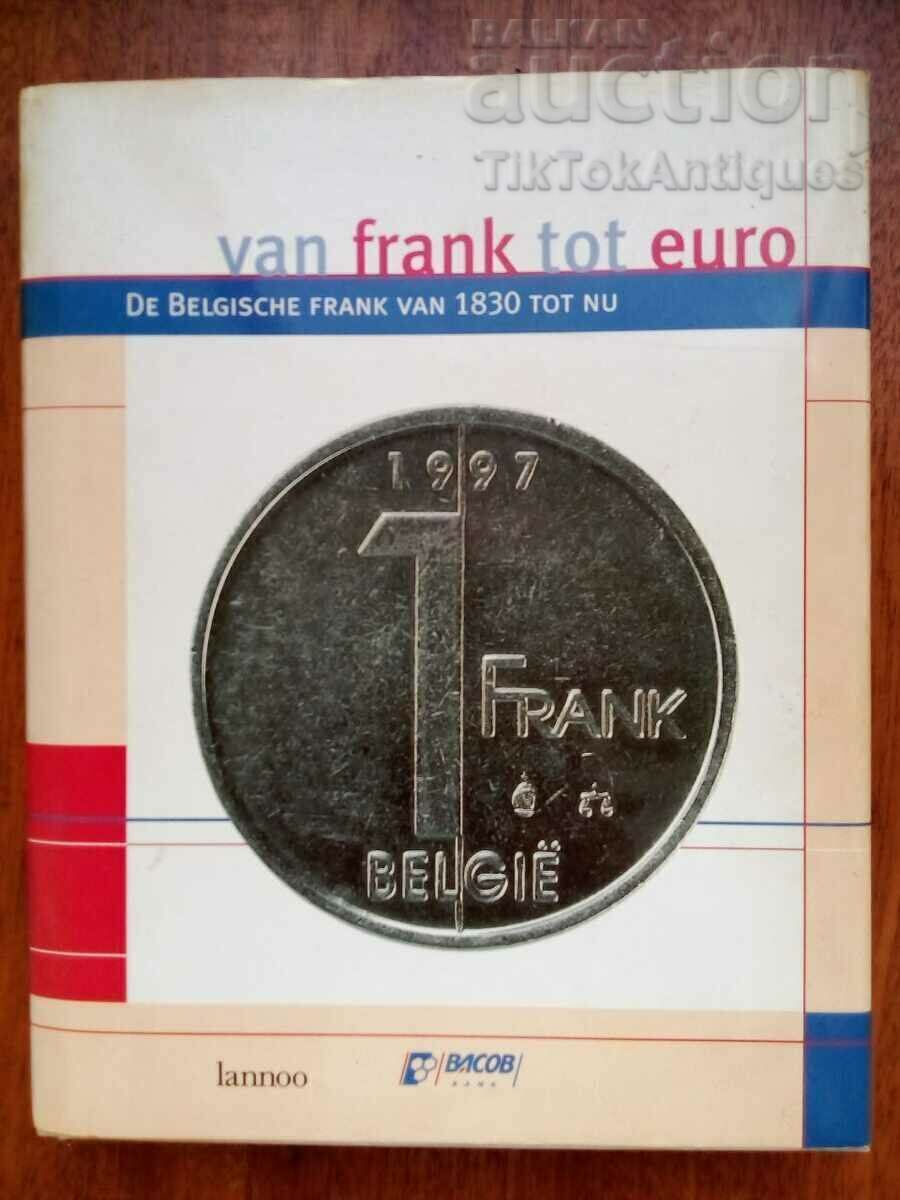 BALKAN
auction
TikTokAntiques
van frank tot euro
DE BELGISCHE FRANK VAN 1830 TOT NU
1997
1
FRANK
BELGIË
lannoo
BACOB
BANK